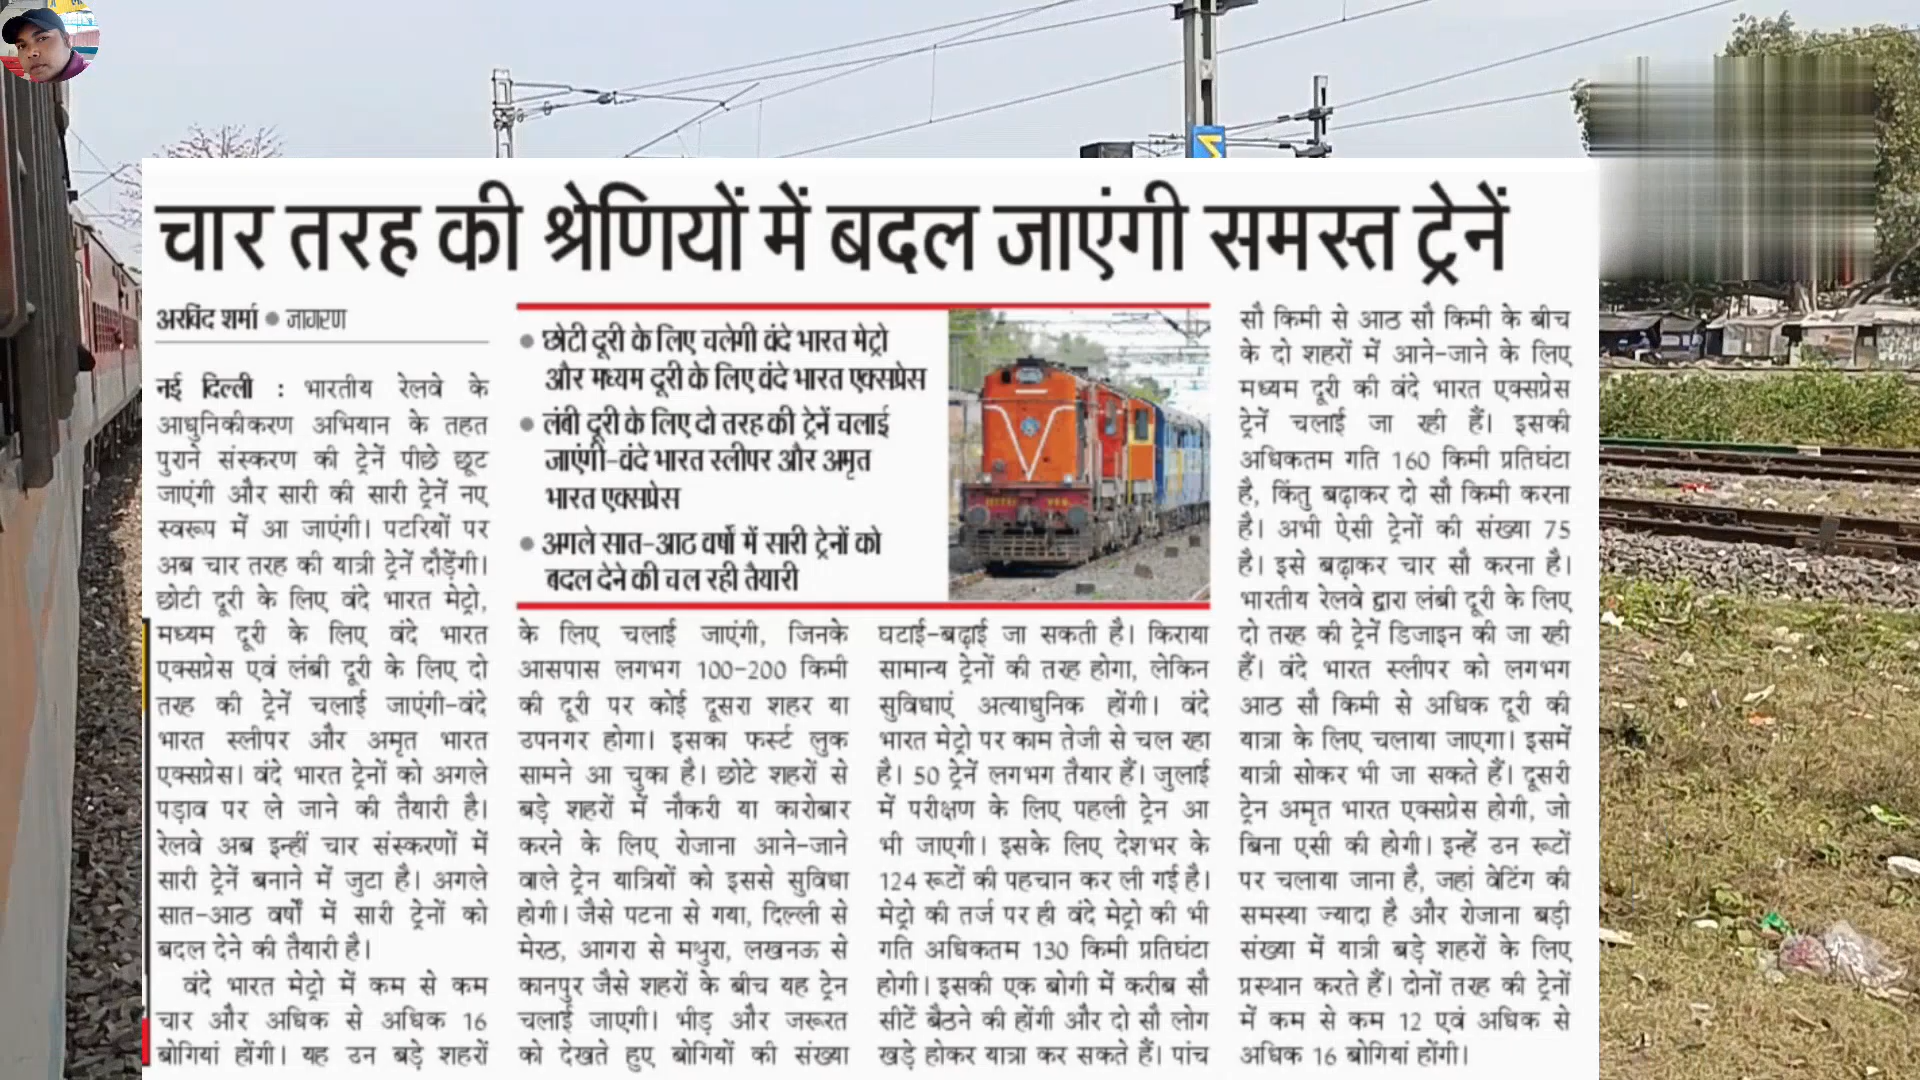 चार तरह की श्रेणियों में बदल जाएंगी समस्त ट्रेनें
अरविंद शर्मा ● जागरण
नई दिल्ली : भारतीय रेलवे के
आधुनिकीकरण अभियान के तहत
पुराने संस्करण की ट्रेनें पीछे छूट
जाएंगी और सारी की सारी ट्रेनें नए
स्वरूप में आ जाएंगी। पटरियों पर
अब चार तरह की यात्री ट्रेनें दौड़ेंगी।
छोटी दूरी के लिए वंदे भारत मेट्रो,
मध्यम दूरी के लिए वंदे भारत
एक्सप्रेस एवं लंबी दूरी के लिए दो
तरह की ट्रेनें चलाई जाएंगी-वंदे
भारत स्लीपर और अमृत भारत
एक्सप्रेस। वंदे भारत ट्रेनों को अगले
पड़ाव पर ले जाने की तैयारी है।
रेलवे अब इन्हीं चार संस्करणों में
सारी ट्रेनें बनाने में जुटा है। अगले
सात-आठ वर्षों में सारी ट्रेनों को
बदल देने की तैयारी है।
वंदे भारत मेट्रो में कम से कम
चार और अधिक से अधिक 16
बोगियां होंगी। यह उन बड़े शहरों
● छोटी दूरी के लिए चलेगी वंदे भारत मेट्रो
और मध्यम दूरी के लिए वंदे भारत एक्सप्रेस
● लंबी दूरी के लिए दो तरह की ट्रेनें चलाई
जाएंगी-वंदे भारत स्लीपर और अमृत
भारत एक्सप्रेस
● अगले सात-आठ वर्षों में सारी ट्रेनों को
बदल देने की चल रही तैयारी
के लिए चलाई जाएंगी, जिनके
आसपास लगभग 100-200 किमी
की दूरी पर कोई दूसरा शहर या
उपनगर होगा। इसका फर्स्ट लुक
सामने आ चुका है। छोटे शहरों से
बड़े शहरों में नौकरी या कारोबार
करने के लिए रोजाना आने-जाने
वाले ट्रेन यात्रियों को इससे सुविधा
होगी। जैसे पटना से गया, दिल्ली से
मेरठ, आगरा से मथुरा, लखनऊ से
कानपुर जैसे शहरों के बीच यह ट्रेन
चलाई जाएगी। भीड़ और जरूरत
को देखते हुए बोगियों की संख्या
घटाई-बढ़ाई जा सकती है। किराया
सामान्य ट्रेनों की तरह होगा, लेकिन
सुविधाएं अत्याधुनिक होंगी। वंदे
भारत मेट्रो पर काम तेजी से चल रहा
है। 50 ट्रेनें लगभग तैयार हैं। जुलाई
में परीक्षण के लिए पहली ट्रेन आ
भी जाएगी। इसके लिए देशभर के
124 रूटों की पहचान कर ली गई है।
मेट्रो की तर्ज पर ही वंदे मेट्रो की भी
गति अधिकतम 130 किमी प्रतिघंटा
होगी। इसकी एक बोगी में करीब सौ
सीटें बैठने की होंगी और दो सौ लोग
खड़े होकर यात्रा कर सकते हैं। पांच
सौ किमी से आठ सौ किमी के बीच
के दो शहरों में आने-जाने के लिए
मध्यम दूरी की वंदे भारत एक्सप्रेस
ट्रेनें चलाई जा रही हैं। इसकी
अधिकतम गति 160 किमी प्रतिघंटा
है, किंतु बढ़ाकर दो सौ किमी करना
है। अभी ऐसी ट्रेनों की संख्या 75
है। इसे बढ़ाकर चार सौ करना है।
भारतीय रेलवे द्वारा लंबी दूरी के लिए
दो तरह की ट्रेनें डिजाइन की जा रही
हैं। वंदे भारत स्लीपर को लगभग
आठ सौ किमी से अधिक दूरी की
यात्रा के लिए चलाया जाएगा। इसमें
यात्री सोकर भी जा सकते हैं। दूसरी
ट्रेन अमृत भारत एक्सप्रेस होगी, जो
बिना एसी की होगी। इन्हें उन रूटों
पर चलाया जाना है, जहां वेटिंग की
समस्या ज्यादा है और रोजाना बड़ी
संख्या में यात्री बड़े शहरों के लिए
प्रस्थान करते हैं। दोनों तरह की ट्रेनों
में कम से कम 12 एवं अधिक से
अधिक 16 बोगियां होंगी।